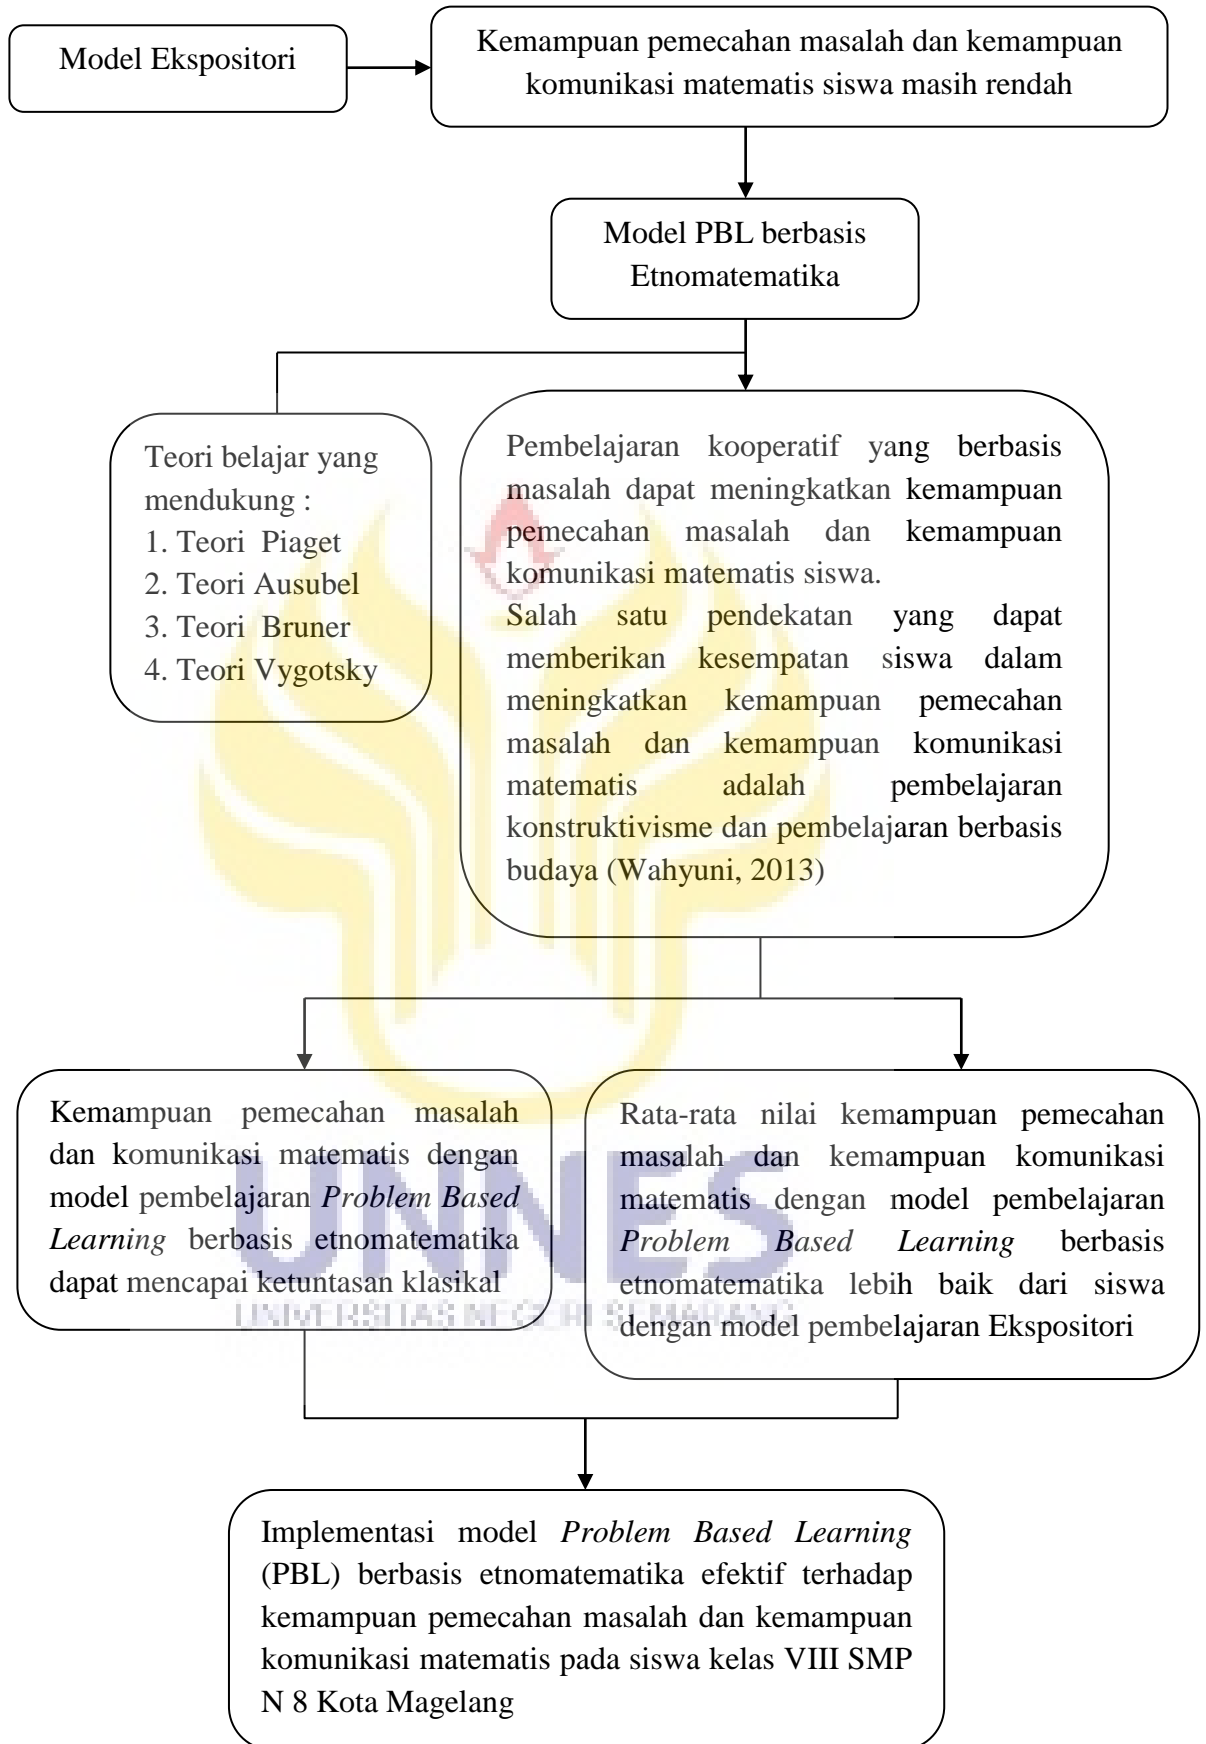 Model Ekspositori
Kemampuan pemecahan masalah dan kemampuan
komunikasi matematis siswa masih rendah
Model PBL berbasis
Etnomatematika
Teori belajar yang
mendukung :
1. Teori Piaget
2. Teori Ausubel
3. Teori Bruner
4. Teori Vygotsky
Pembelajaran kooperatif yang berbasis
masalah dapat meningkatkan kemampuan
pemecahan masalah dan kemampuan
komunikasi matematis siswa.
Salah satu pendekatan yang dapat
memberikan kesempatan siswa dalam
meningkatkan kemampuan pemecahan
masalah dan kemampuan komunikasi
matematis adalah pembelajaran
konstruktivisme dan pembelajaran berbasis
budaya (Wahyuni, 2013)
Kemampuan pemecahan masalah
dan komunikasi matematis dengan
model pembelajaran Problem Based
Learning berbasis etnomatematika
dapat mencapai ketuntasan klasikal
Rata-rata nilai kemampuan pemecahan
masalah dan kemampuan komunikasi
matematis dengan model pembelajaran
Problem Based Learning berbasis
etnomatematika lebih baik dari siswa
dengan model pembelajaran Ekspositori
UNNES
UNIVERSITAS NEGERI SEMARANG
Implementasi model Problem Based Learning
(PBL) berbasis etnomatematika efektif terhadap
kemampuan pemecahan masalah dan kemampuan
komunikasi matematis pada siswa kelas VIII SMP
N 8 Kota Magelang